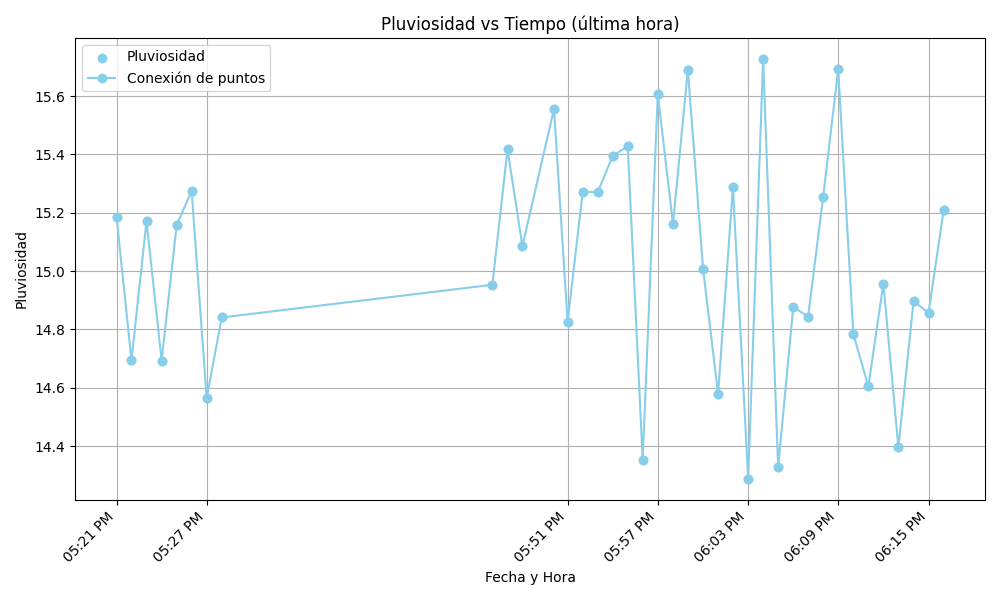 Pluviosidad vs Tiempo (última hora)
Pluviosidad
Conexión de puntos
Pluviosidad
15.6
15.4
15.2
15.0
14.8
14.6
14.4
05:21 PM
05:27 PM
05:51 PM
05:57 PM
06:03 PM
06:09 PM
06:15 PM
Fecha y Hora